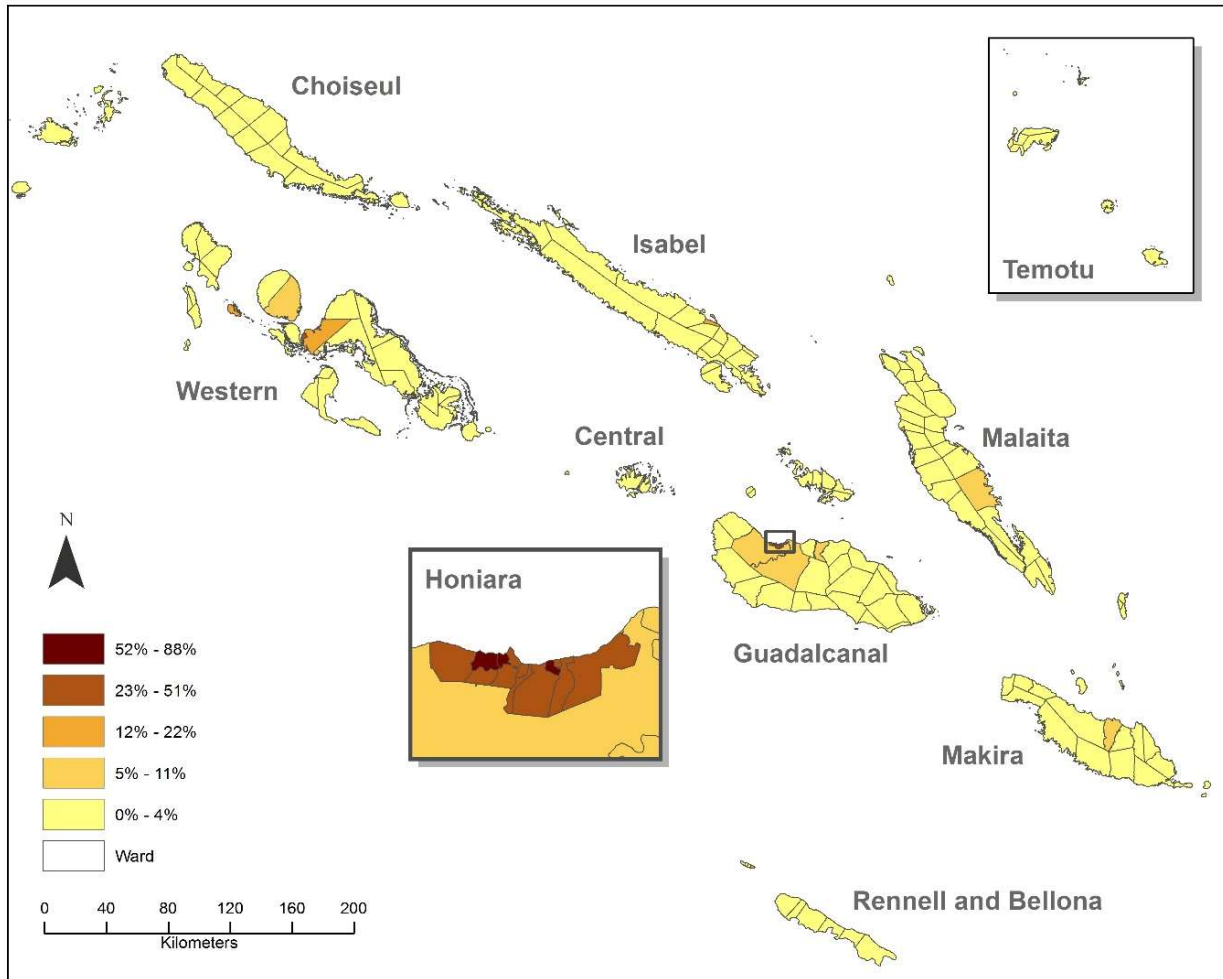 Choiseul
Isabel
Temotu
Western
Central
Malaita
N
Honiara
Guadalcanal
52% - 88%
23% - 51%
12% - 22%
5% - 11%
0% - 4%
Ward
Makira
Rennell and Bellona
0 40 80 120 160 200
Kilometers